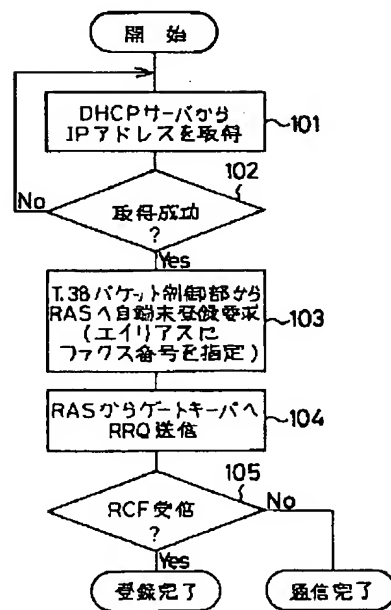 開始
DHCPサーバから
IPアドレスを取得
101
102
No
取得成功
?
Yes
T.38パケット制御部から
RASへ自端末登録要求
(エイリアスに
ファクス番号を指定)
103
RASからゲートキーパへ
RRQ送信
104
105
RCF受信
?
No
Yes
登録完了
通信完了